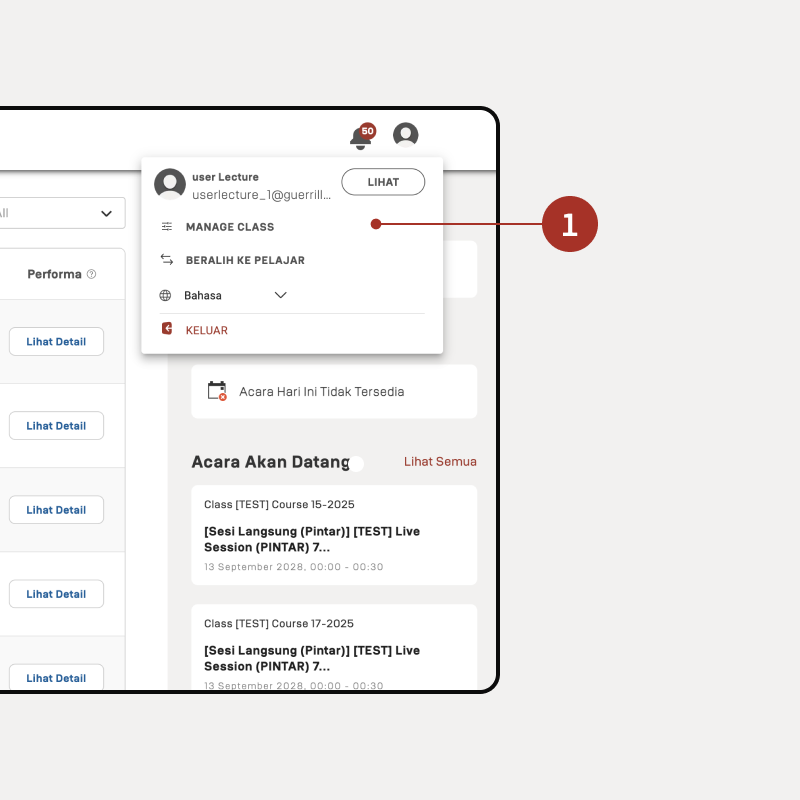 50
user Lecture
userlecture_1@guerrill...
LIHAT
MANAGE CLASS
BERALIH KE PELAJAR
Bahasa
KELUAR
1
All
Performa
Lihat Detail
Lihat Detail
Lihat Detail
Lihat Detail
Lihat Detail
Acara Hari Ini Tidak Tersedia
Acara Akan Datang
Lihat Semua
Class [TEST] Course 15-2025
[Sesi Langsung (Pintar)] [TEST] Live
Session (PINTAR) 7...
13 September 2028, 00:00 - 00:30
Class [TEST] Course 17-2025
[Sesi Langsung (Pintar)] [TEST] Live
Session (PINTAR) 7...
13 September 2028, 00:00 - 00:30